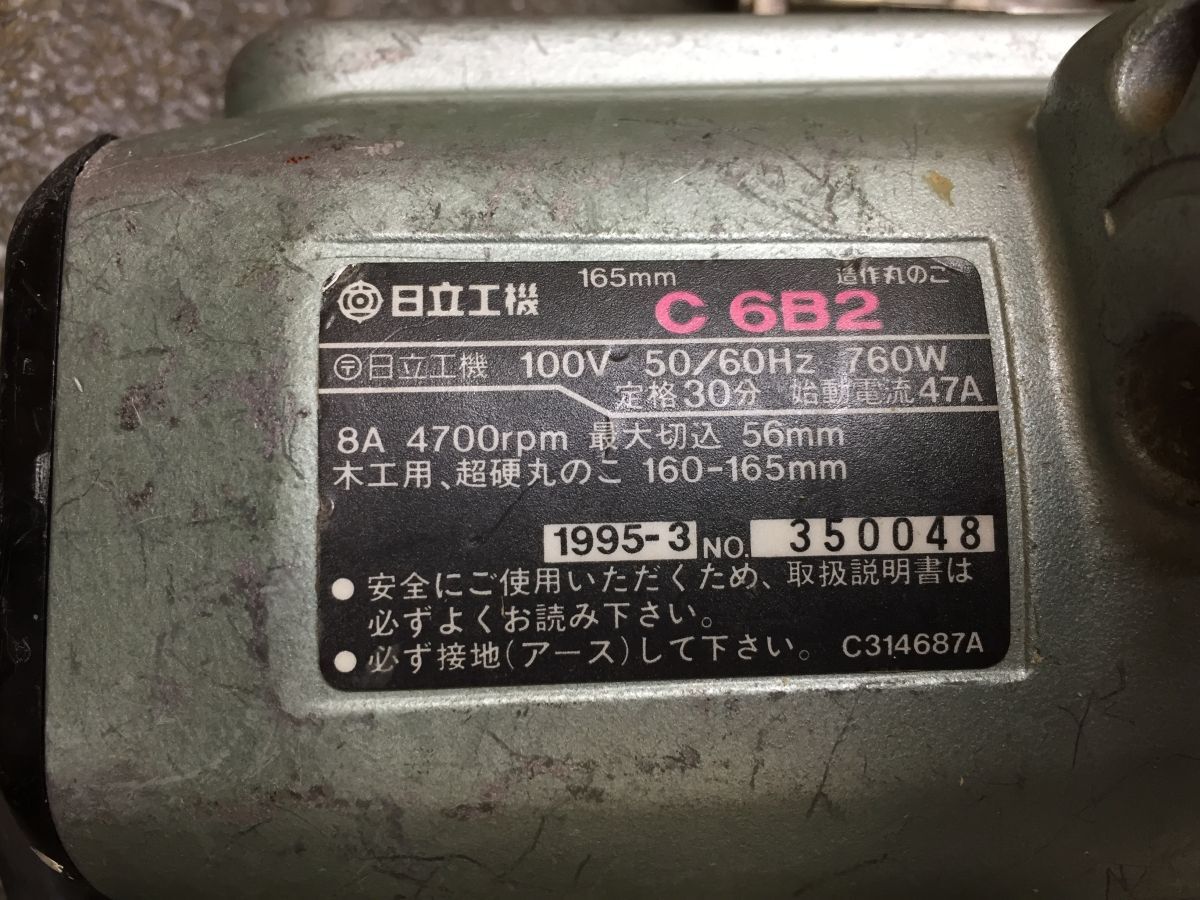 165mm 造作丸のこ
日立工機 C 6B2
〶日立工機 100V 50/60Hz 760W
定格30分 始動電流47A
8A 4700rpm 最大切込 56mm
木工用、超硬丸のこ 160-165mm
1995-3 NO. 350048
● 安全にご使用いただくため、取扱説明書は
必ずよくお読み下さい。
● 必ず接地(アース)して下さい。 C314687A